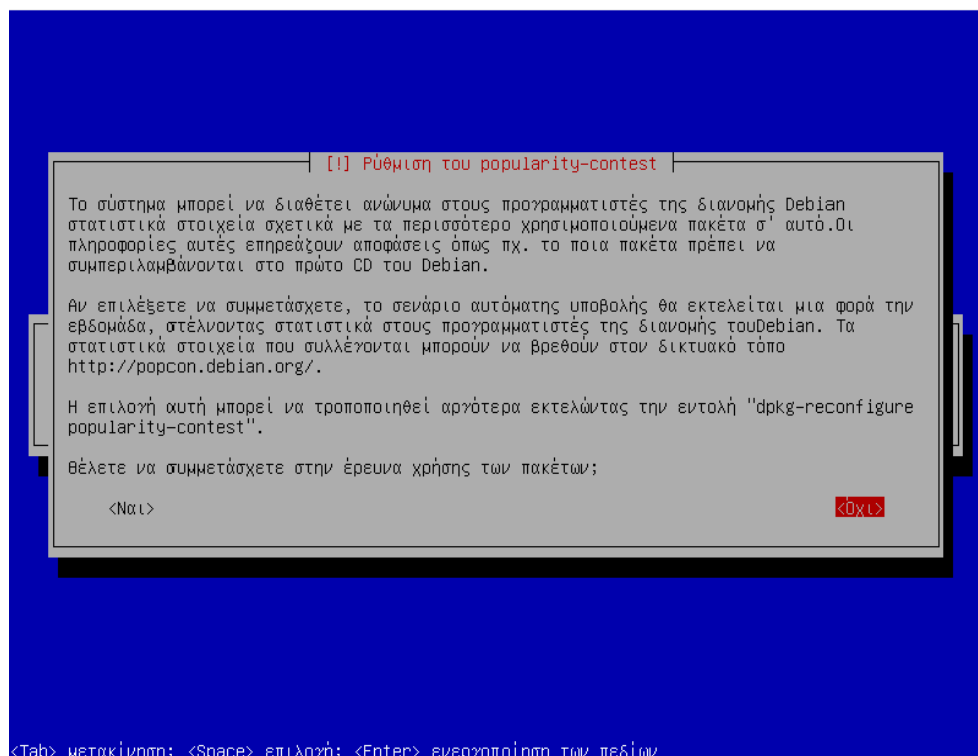 [!] Ρύθμιση του popularity-contest
Το σύστημα μπορεί να διαθέτει ανώνυμα στους προγραμματιστές της διανομής Debian
στατιστικά στοιχεία σχετικά με τα περισσότερο χρησιμοποιούμενα πακέτα σ' αυτό.Οι
πληροφορίες αυτές επηρεάζουν αποφάσεις όπως πχ. το ποια πακέτα πρέπει να
συμπεριλαμβάνονται στο πρώτο CD του Debian.
Αν επιλέξετε να συμμετάσχετε, το σενάριο αυτόματης υποβολής θα εκτελείται μια φορά την
εβδομάδα, στέλνοντας στατιστικά στους προγραμματιστές της διανομής τουDebian. Τα
στατιστικά στοιχεία που συλλέγονται μπορούν να βρεθούν στον δικτυακό τόπο
http://popcon.debian.org/.
Η επιλογή αυτή μπορεί να τροποποιηθεί αργότερα εκτελώντας την εντολή "dpkg-reconfigure
popularity-contest".
Θέλετε να συμμετάσχετε στην έρευνα χρήσης των πακέτων;
<Ναι> <Όχι>
<Tab> μετακίνηση; <Space> επιλογή; <Enter> ενεργοποίηση των πεδίων